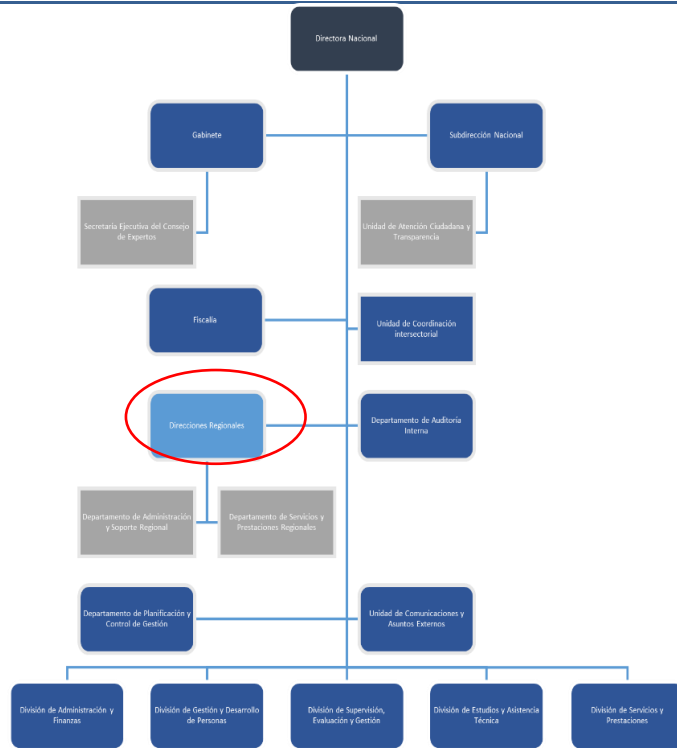 Directora Nacional
Gabinete
Subdirección Nacional
Secretaría Ejecutiva del Consejo
de Expertos
Unidad de Atención Ciudadana y
Transparencia
Fiscalía
Unidad de Coordinación
intersectorial
Direcciones Regionales
Departamento de Auditoría
Interna
Departamento de Administración
y Soporte Regional
Departamento de Servicios y
Prestaciones Regionales
Departamento de Planificación y
Control de Gestión
Unidad de Comunicaciones y
Asuntos Externos
División de Administración y
Finanzas
División de Gestión y Desarrollo
de Personas
División de Supervisión,
Evaluación y Gestión
División de Estudios y Asistencia
Técnica
División de Servicios y
Prestaciones